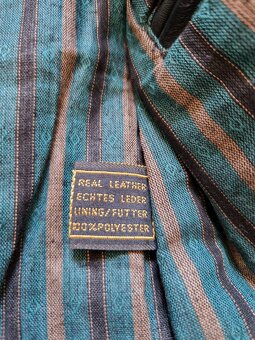 REAL LEATHER
ECHTES LEDER
LINING/FUTTER
100%POLYESTER